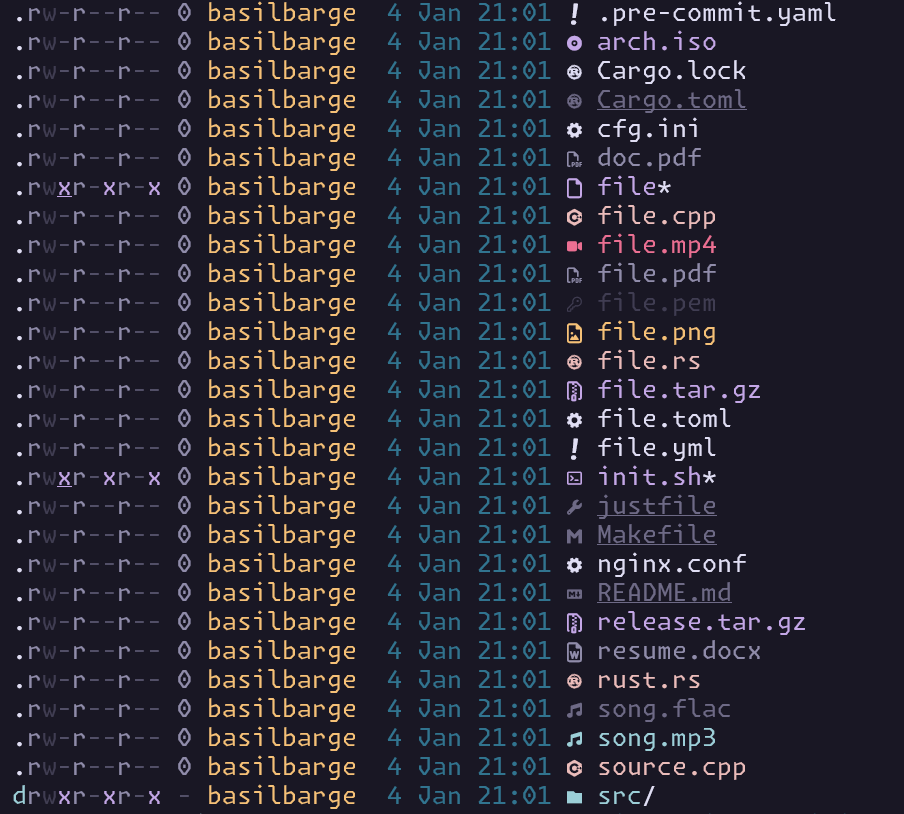 .rw-r--r-- 0 basilbarge 4 Jan 21:01 .pre-commit.yaml
.rw-r--r-- 0 basilbarge 4 Jan 21:01 arch.iso
.rw-r--r-- 0 basilbarge 4 Jan 21:01 Cargo.lock
.rw-r--r-- 0 basilbarge 4 Jan 21:01 Cargo.toml
.rw-r--r-- 0 basilbarge 4 Jan 21:01 cfg.ini
.rw-r--r-- 0 basilbarge 4 Jan 21:01 doc.pdf
.rwxr-xr-x 0 basilbarge 4 Jan 21:01 file*
.rw-r--r-- 0 basilbarge 4 Jan 21:01 file.cpp
.rw-r--r-- 0 basilbarge 4 Jan 21:01 file.mp4
.rw-r--r-- 0 basilbarge 4 Jan 21:01 file.pdf
.rw-r--r-- 0 basilbarge 4 Jan 21:01 file.pem
.rw-r--r-- 0 basilbarge 4 Jan 21:01 file.png
.rw-r--r-- 0 basilbarge 4 Jan 21:01 file.rs
.rw-r--r-- 0 basilbarge 4 Jan 21:01 file.tar.gz
.rw-r--r-- 0 basilbarge 4 Jan 21:01 file.toml
.rw-r--r-- 0 basilbarge 4 Jan 21:01 file.yml
.rwxr-xr-x 0 basilbarge 4 Jan 21:01 init.sh*
.rw-r--r-- 0 basilbarge 4 Jan 21:01 justfile
.rw-r--r-- 0 basilbarge 4 Jan 21:01 Makefile
.rw-r--r-- 0 basilbarge 4 Jan 21:01 nginx.conf
.rw-r--r-- 0 basilbarge 4 Jan 21:01 README.md
.rw-r--r-- 0 basilbarge 4 Jan 21:01 release.tar.gz
.rw-r--r-- 0 basilbarge 4 Jan 21:01 resume.docx
.rw-r--r-- 0 basilbarge 4 Jan 21:01 rust.rs
.rw-r--r-- 0 basilbarge 4 Jan 21:01 song.flac
.rw-r--r-- 0 basilbarge 4 Jan 21:01 song.mp3
.rw-r--r-- 0 basilbarge 4 Jan 21:01 source.cpp
drwxr-xr-x - basilbarge 4 Jan 21:01 src/